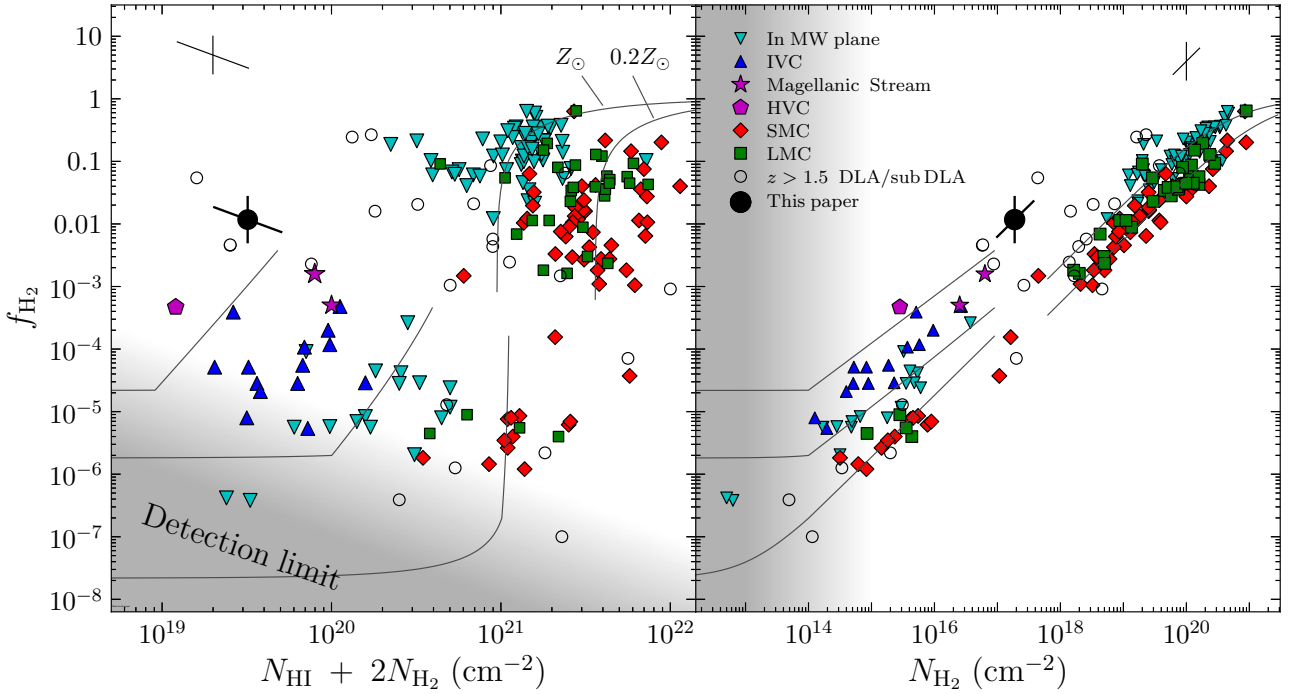 10
1
0.1
0.01
10⁻³
10⁻⁴
10⁻⁵
10⁻⁶
10⁻⁷
10⁻⁸
f_H₂
Z⊙ 0.2Z⊙
Detection limit
10¹⁹ 10²⁰ 10²¹ 10²²
N_HI + 2N_H₂ (cm⁻²)
In MW plane
IVC
Magellanic Stream
HVC
SMC
LMC
z > 1.5 DLA/sub DLA
This paper
10¹⁴ 10¹⁶ 10¹⁸ 10²⁰
N_H₂ (cm⁻²)